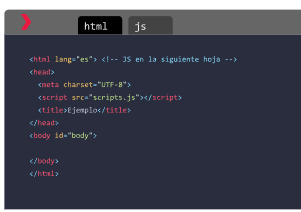 html js
<html lang="es"> <!-- JS en la siguiente hoja -->
<head>
<meta charset="UTF-8">
<script src="scripts.js"></script>
<title>Ejemplo</title>
</head>
<body id="body">
</body>
</html>